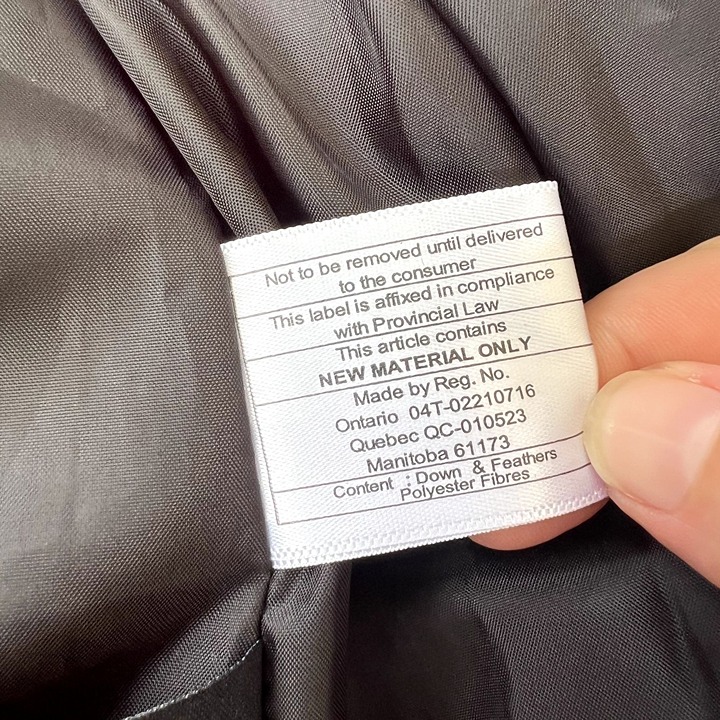 Not to be removed until delivered
to the consumer
This label is affixed in compliance
with Provincial Law
This article contains
NEW MATERIAL ONLY
Made by Reg. No.
Ontario 04T-02210716
Quebec QC-010523
Manitoba 61173
Content : Down & Feathers
Polyester Fibres